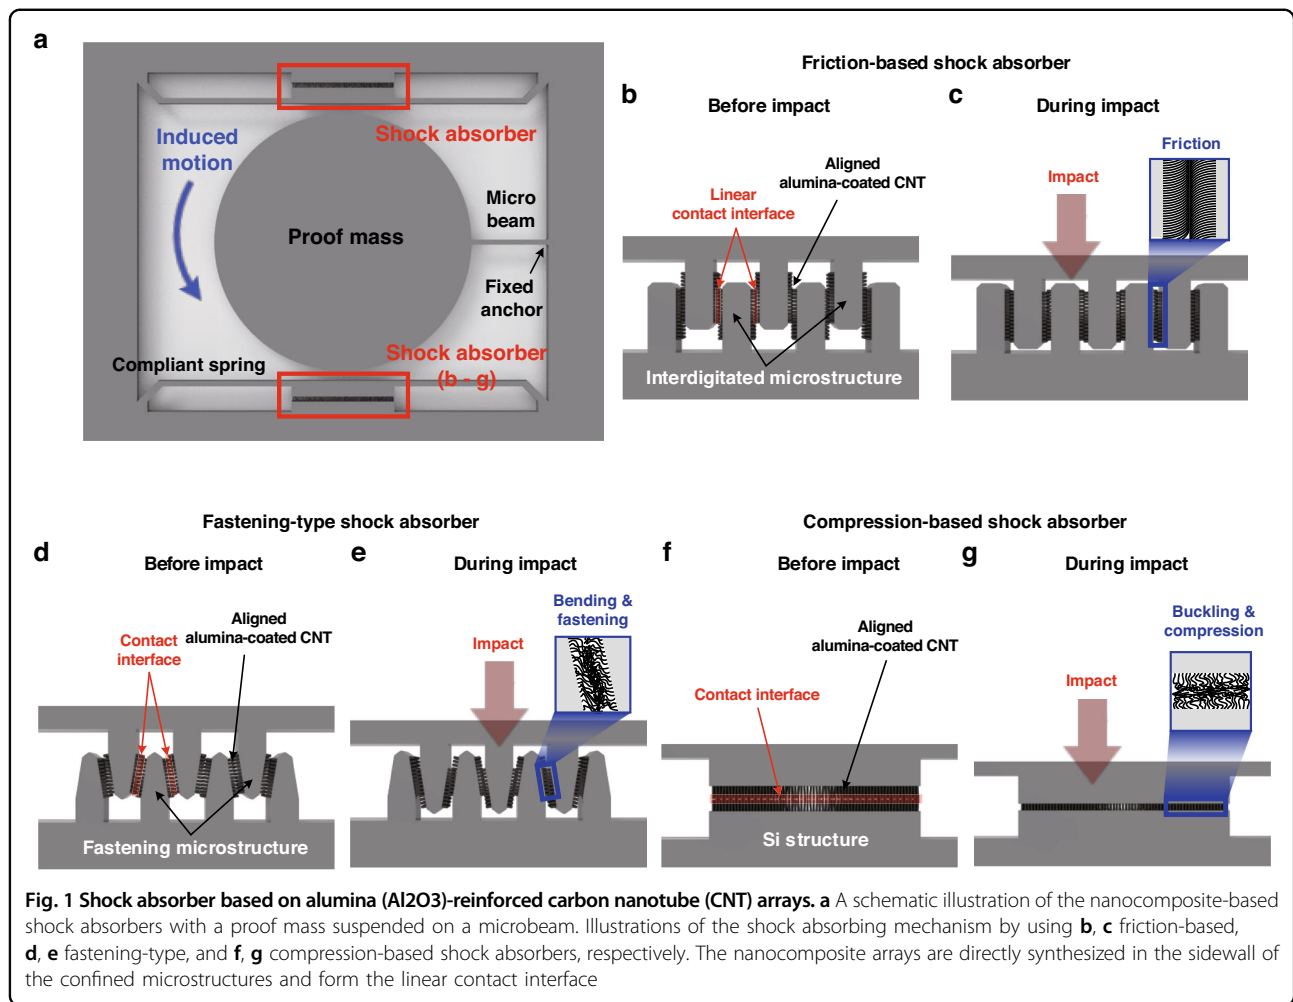 a
Induced
motion
Shock absorber
Proof mass
Micro
beam
Fixed
anchor
Compliant spring
Shock absorber
(b - g)
Friction-based shock absorber
b
Before impact
Linear
contact interface
Aligned
alumina-coated CNT
Interdigitated microstructure
c
During impact
Impact
Friction
Fastening-type shock absorber
d
Before impact
Contact
interface
Aligned
alumina-coated CNT
Fastening microstructure
e
During impact
Impact
Bending &
fastening
Compression-based shock absorber
f
Before impact
Aligned
alumina-coated CNT
Contact interface
Si structure
g
During impact
Impact
Buckling &
compression
Fig. 1 Shock absorber based on alumina (Al2O3)-reinforced carbon nanotube (CNT) arrays. a A schematic illustration of the nanocomposite-based
shock absorbers with a proof mass suspended on a microbeam. Illustrations of the shock absorbing mechanism by using b, c friction-based,
d, e fastening-type, and f, g compression-based shock absorbers, respectively. The nanocomposite arrays are directly synthesized in the sidewall of
the confined microstructures and form the linear contact interface